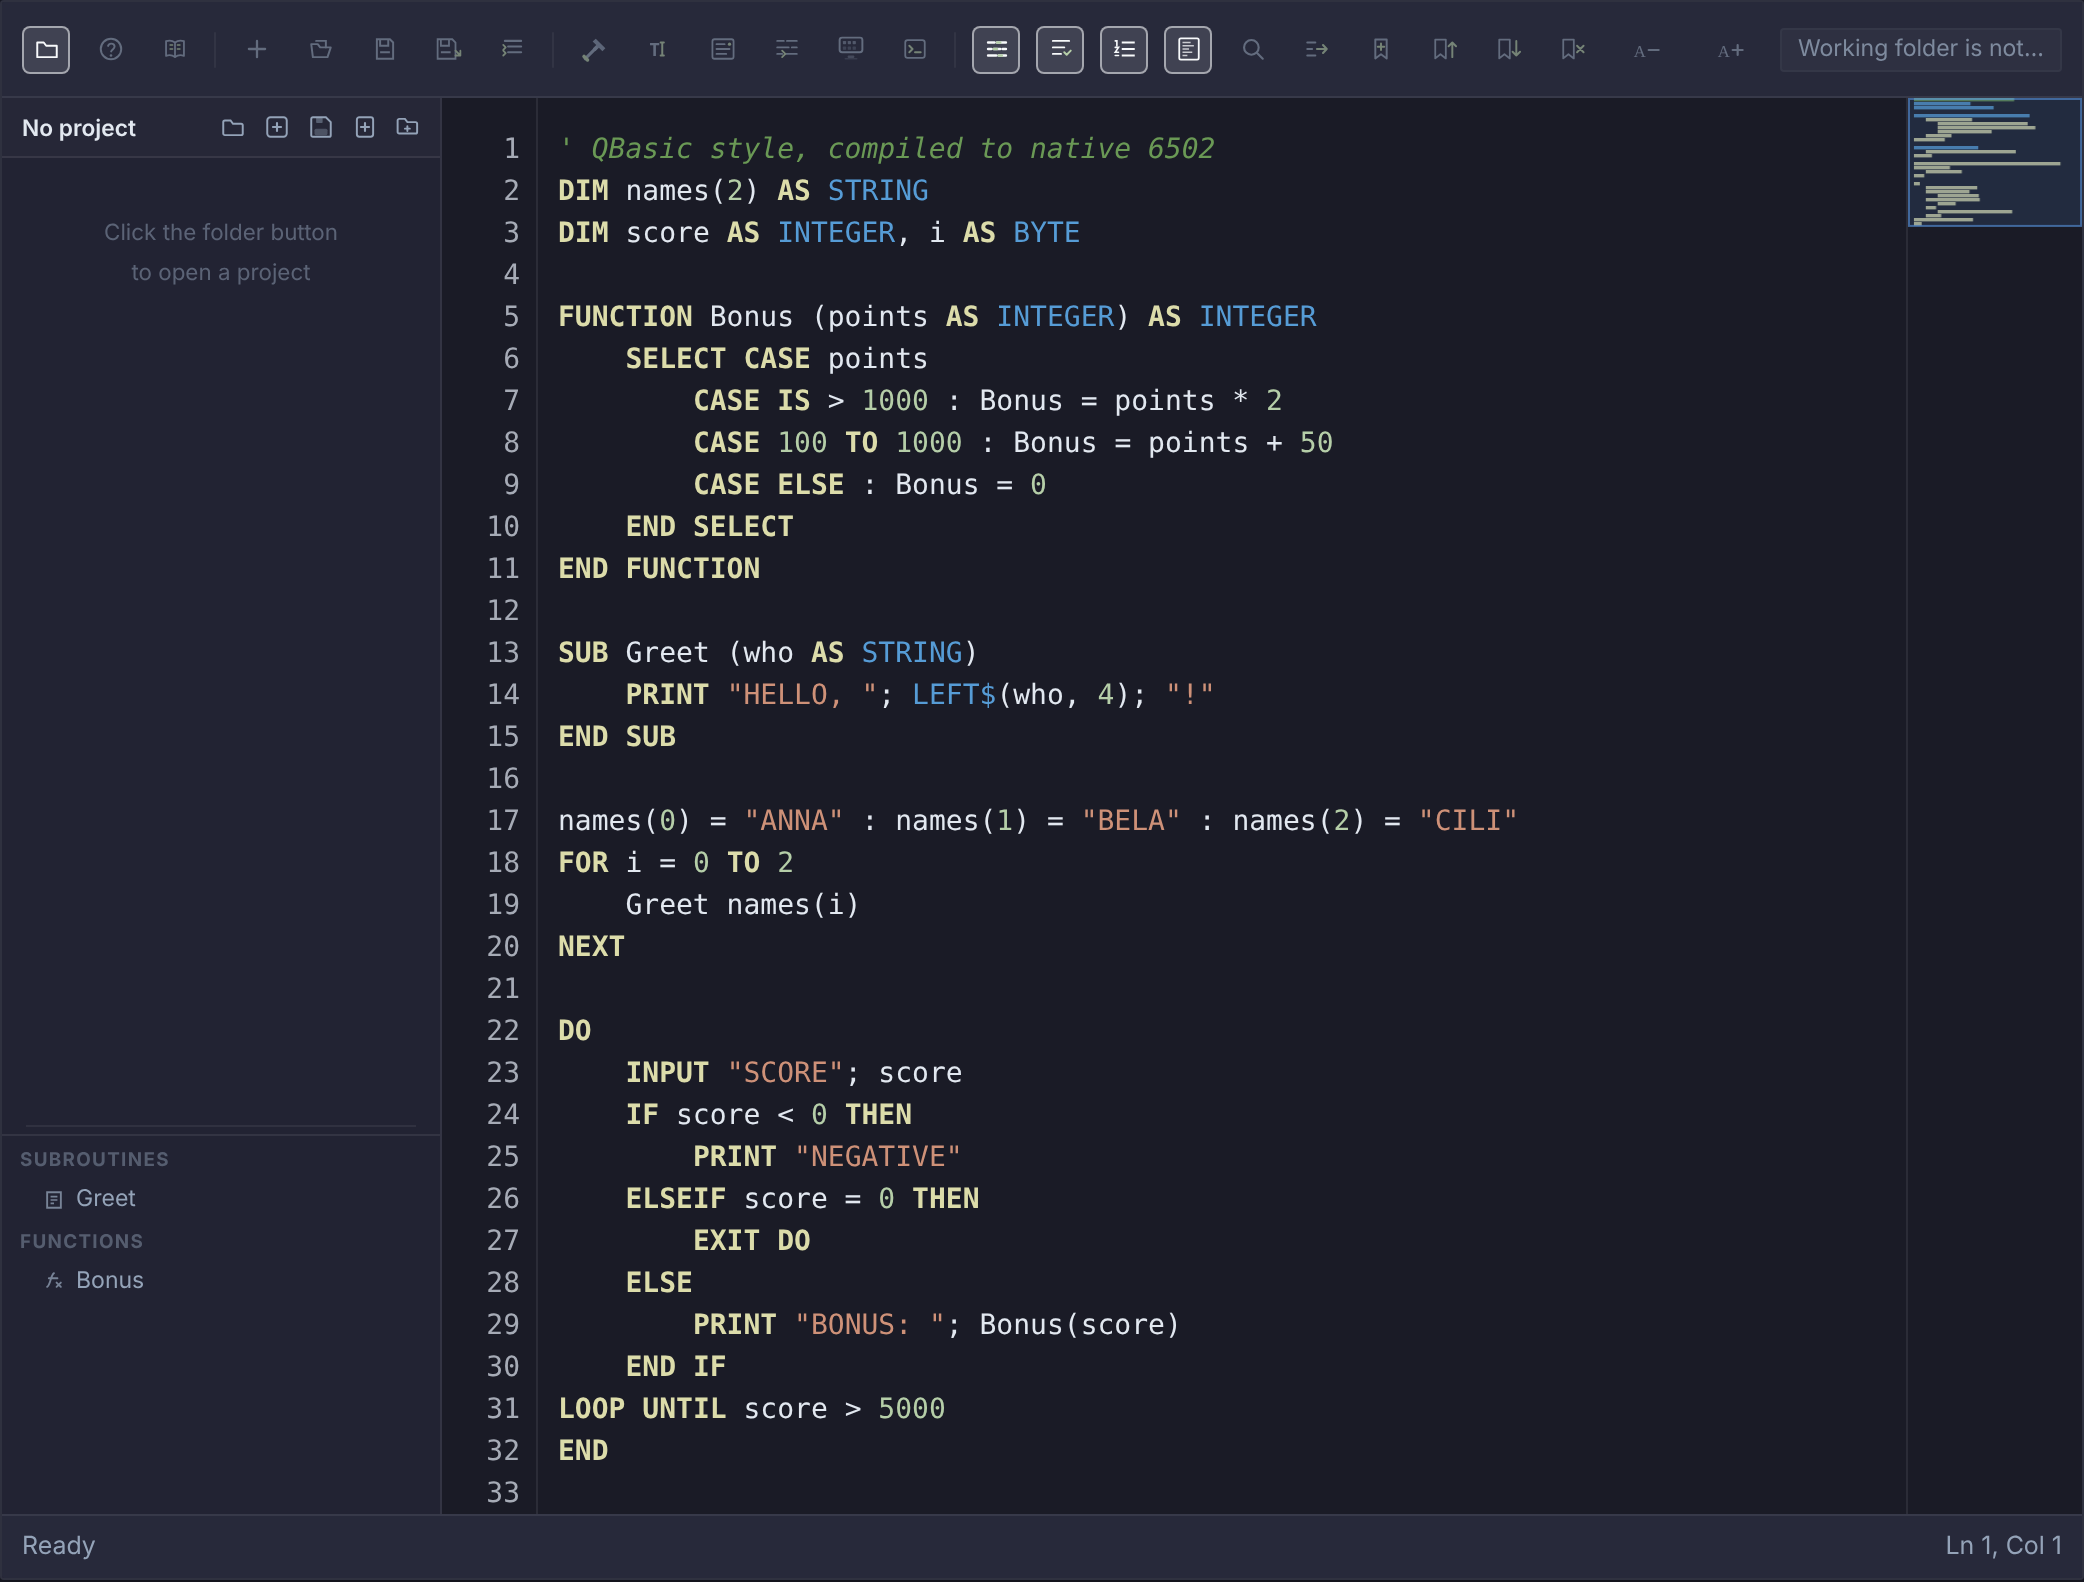 Working folder is not...
No project
Click the folder button
to open a project
SUBROUTINES
Greet
FUNCTIONS
Bonus
1 ' QBasic style, compiled to native 6502
2 DIM names(2) AS STRING
3 DIM score AS INTEGER, i AS BYTE
4
5 FUNCTION Bonus (points AS INTEGER) AS INTEGER
6     SELECT CASE points
7         CASE IS > 1000 : Bonus = points * 2
8         CASE 100 TO 1000 : Bonus = points + 50
9         CASE ELSE : Bonus = 0
10     END SELECT
11 END FUNCTION
12
13 SUB Greet (who AS STRING)
14     PRINT "HELLO, "; LEFT$(who, 4); "!"
15 END SUB
16
17 names(0) = "ANNA" : names(1) = "BELA" : names(2) = "CILI"
18 FOR i = 0 TO 2
19     Greet names(i)
20 NEXT
21
22 DO
23     INPUT "SCORE"; score
24     IF score < 0 THEN
25         PRINT "NEGATIVE"
26     ELSEIF score = 0 THEN
27         EXIT DO
28     ELSE
29         PRINT "BONUS: "; Bonus(score)
30     END IF
31 LOOP UNTIL score > 5000
32 END
33
Ready
Ln 1, Col 1